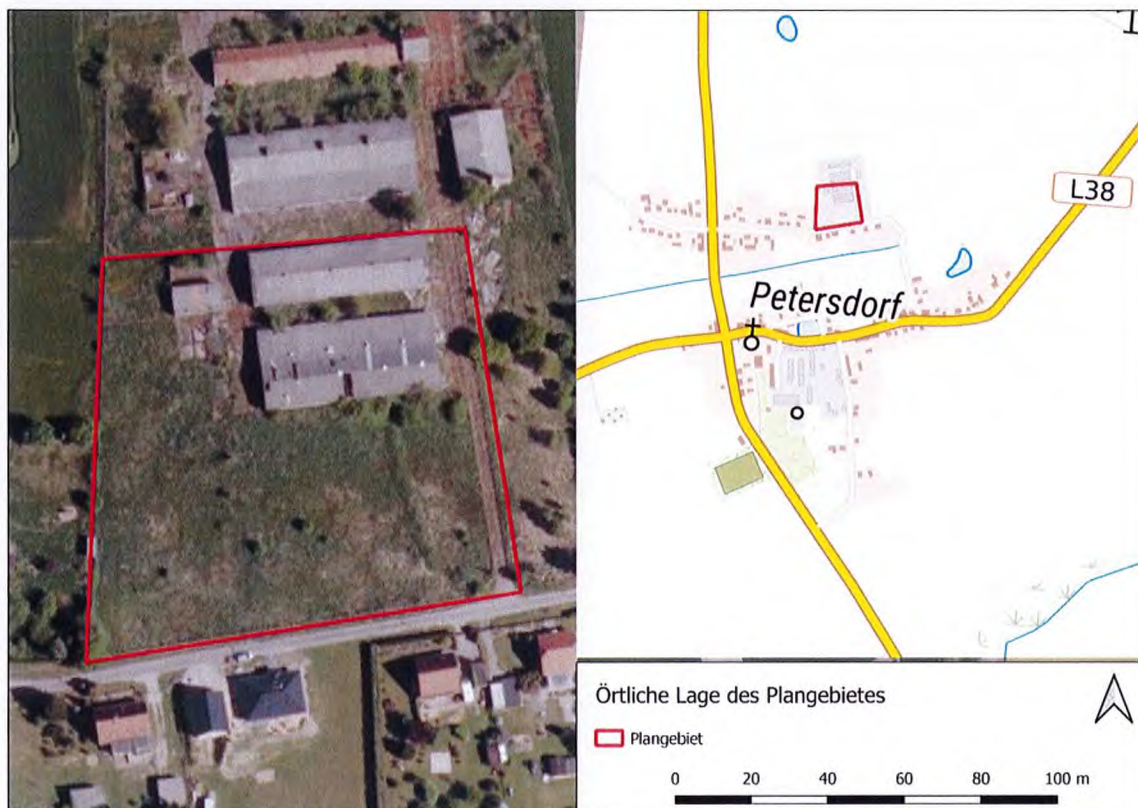 L38
Petersdorf
Örtliche Lage des Plangebietes
Plangebiet
0 20 40 60 80 100 m